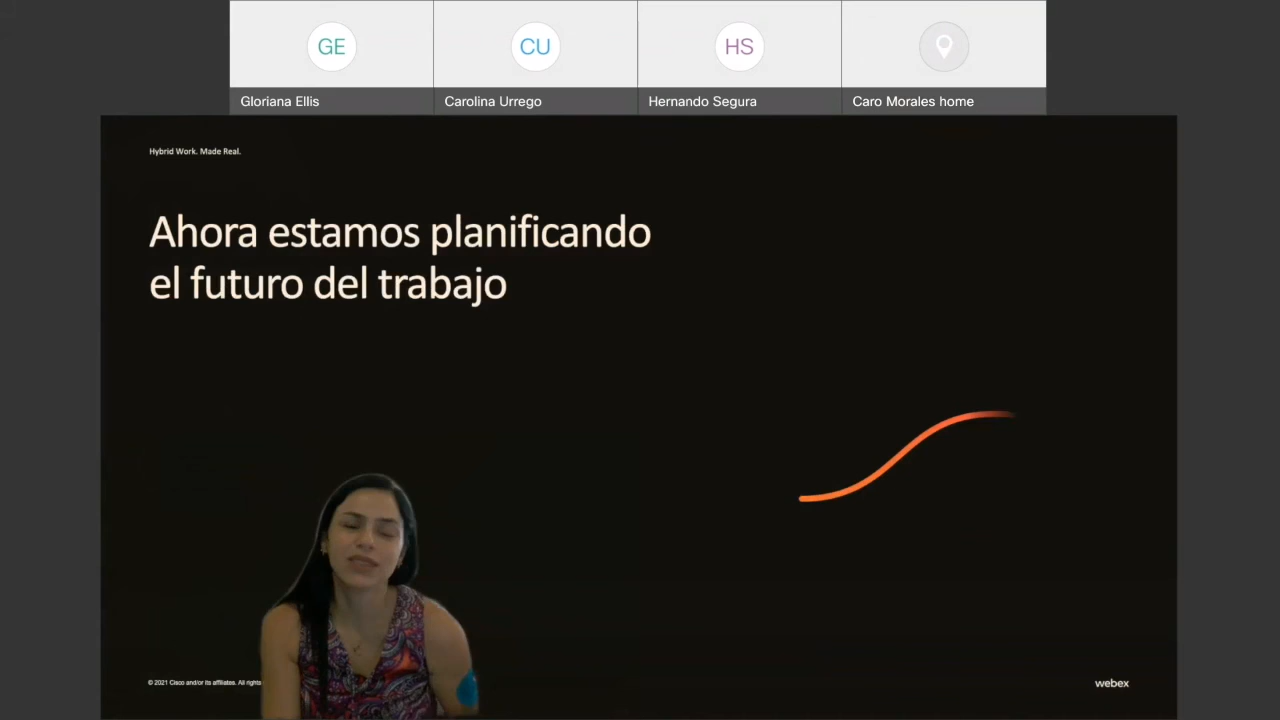 GE
CU
HS
Gloriana Ellis
Carolina Urrego
Hernando Segura
Caro Morales home
Hybrid Work. Made Real.
Ahora estamos planificando
el futuro del trabajo
© 2021 Cisco and/or its affiliates. All rights
webex